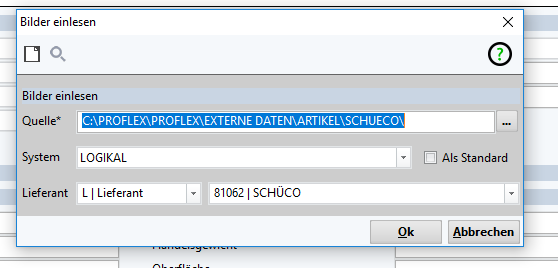 Bilder einlesen
Bilder einlesen
Quelle* C:\PROFLEX\PROFLEX\EXTERNE DATEN\ARTIKEL\SCHUECO\ ...
System LOGIKAL Als Standard
Lieferant L | Lieferant 81062 | SCHÜCO
Ok Abbrechen
Handelsgewicht
Oberfläche